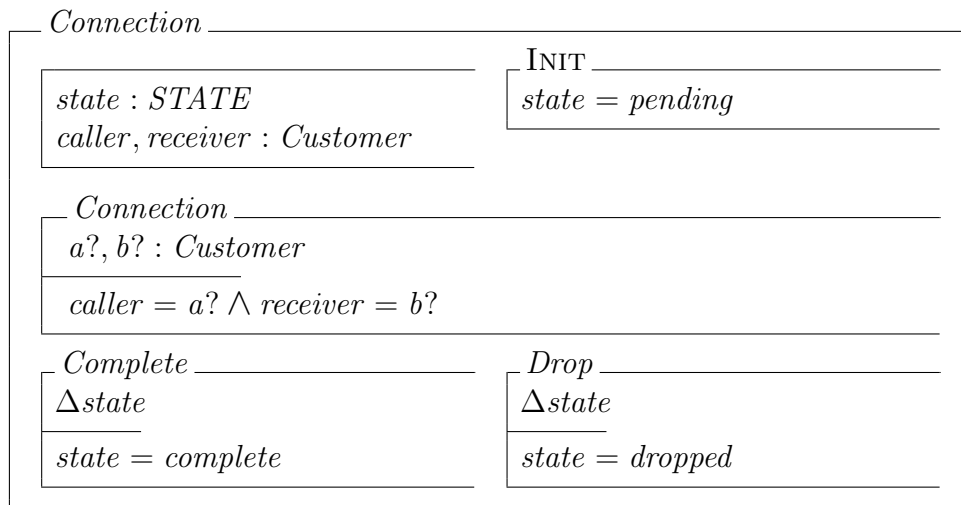 Connection
state : STATE
caller, receiver : Customer
INIT
state = pending
Connection
a?, b? : Customer
caller = a? ∧ receiver = b?
Complete
Δstate
state = complete
Drop
Δstate
state = dropped